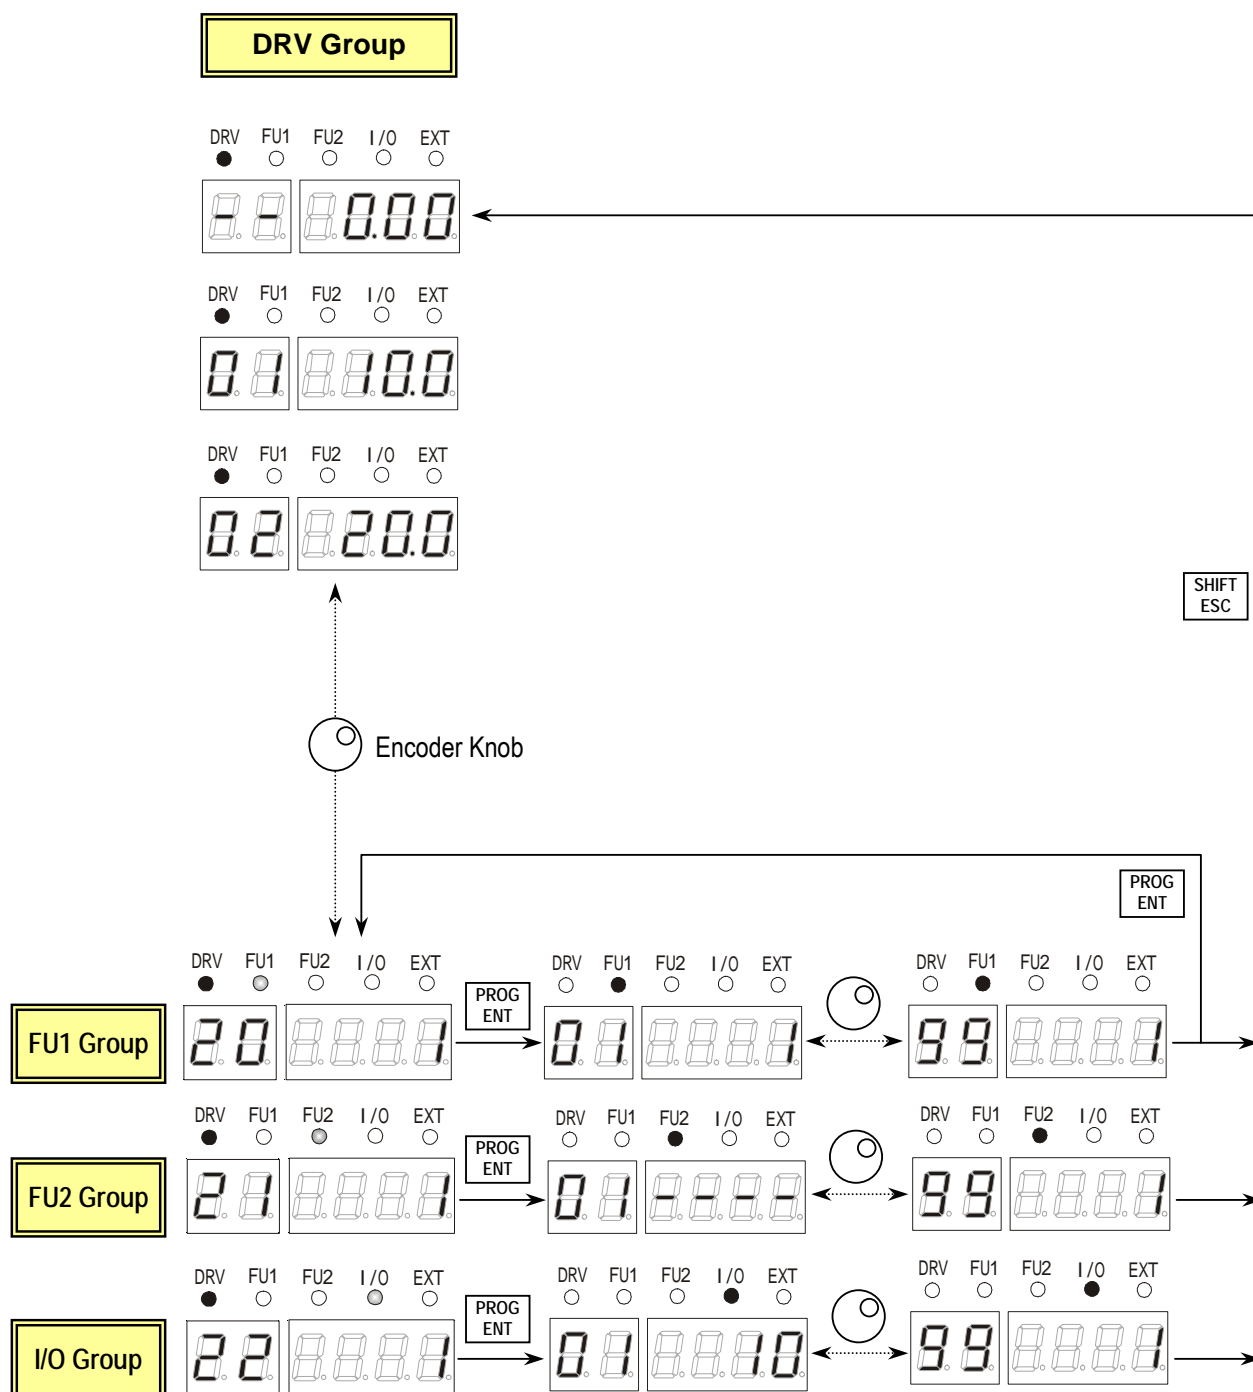 DRV Group
DRV FU1 FU2 I/O EXT
-- 0.00
DRV FU1 FU2 I/O EXT
01 10.0
DRV FU1 FU2 I/O EXT
02 20.0
SHIFT
ESC
Encoder Knob
PROG
ENT
DRV FU1 FU2 I/O EXT DRV FU1 FU2 I/O EXT DRV FU1 FU2 I/O EXT
PROG
ENT
FU1 Group 20 1 01 1 99 1
DRV FU1 FU2 I/O EXT DRV FU1 FU2 I/O EXT DRV FU1 FU2 I/O EXT
PROG
ENT
FU2 Group 21 1 01 ---- 99 1
DRV FU1 FU2 I/O EXT DRV FU1 FU2 I/O EXT DRV FU1 FU2 I/O EXT
PROG
ENT
I/O Group 22 1 01 10 99 1